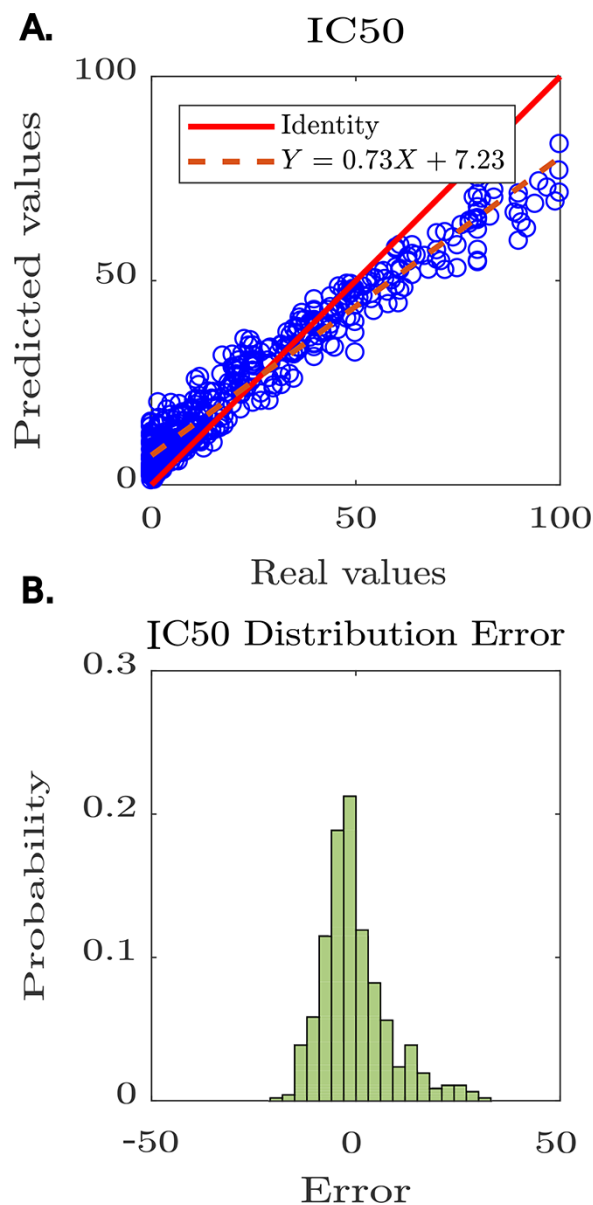 A.
IC50
100
Identity
Y = 0.73X + 7.23
Predicted values
50
0
0 50 100
Real values
B.
IC50 Distribution Error
0.3
0.2
Probability
0.1
0
-50 0 50
Error